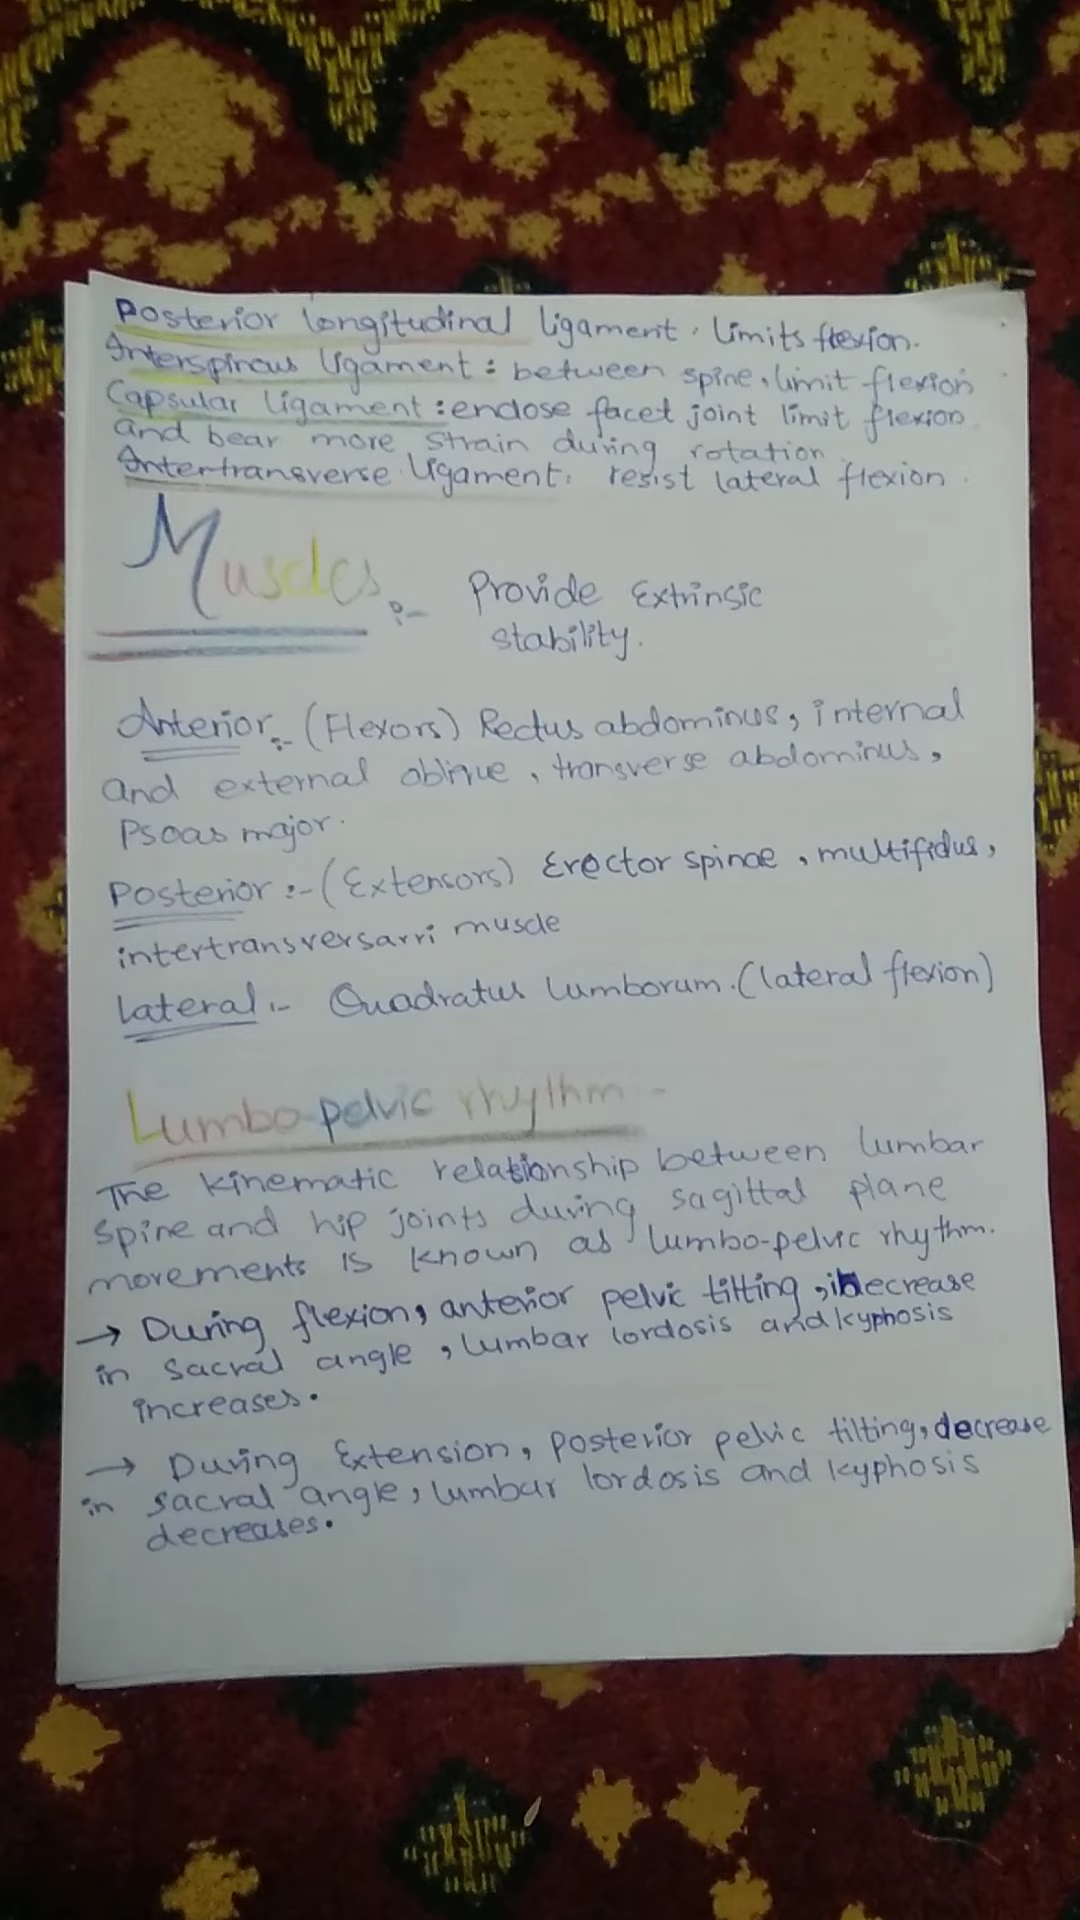 Posterior longitudinal ligament. limits flexion.
Interspinous ligament: between spine, limit flexion
Capsular ligament: enclose facet joint limit flexion
and bear more strain during rotation.
Intertransverse ligament: resist lateral flexion.
Muscles :- Provide Extrinsic
stability.
Anterior :- (Flexors) Rectus abdominus, internal
and external oblique, transverse abdominus,
Psoas major.
Posterior :- (Extensors) Erector spinae, multifidus,
intertransversarri muscle
Lateral :- Quadratus lumborum. (lateral flexion)
Lumbo-pelvic rhythm -
The kinematic relationship between lumbar
spine and hip joints during sagittal plane
movements is known as lumbo-pelvic rhythm.
→ During flexion, anterior pelvic tilting,
in sacral angle, lumbar lordosis and kyphosis
increases.
→ During Extension, Posterior pelvic tilting, decrease
in sacral angle, lumbar lordosis and kyphosis
decreases.